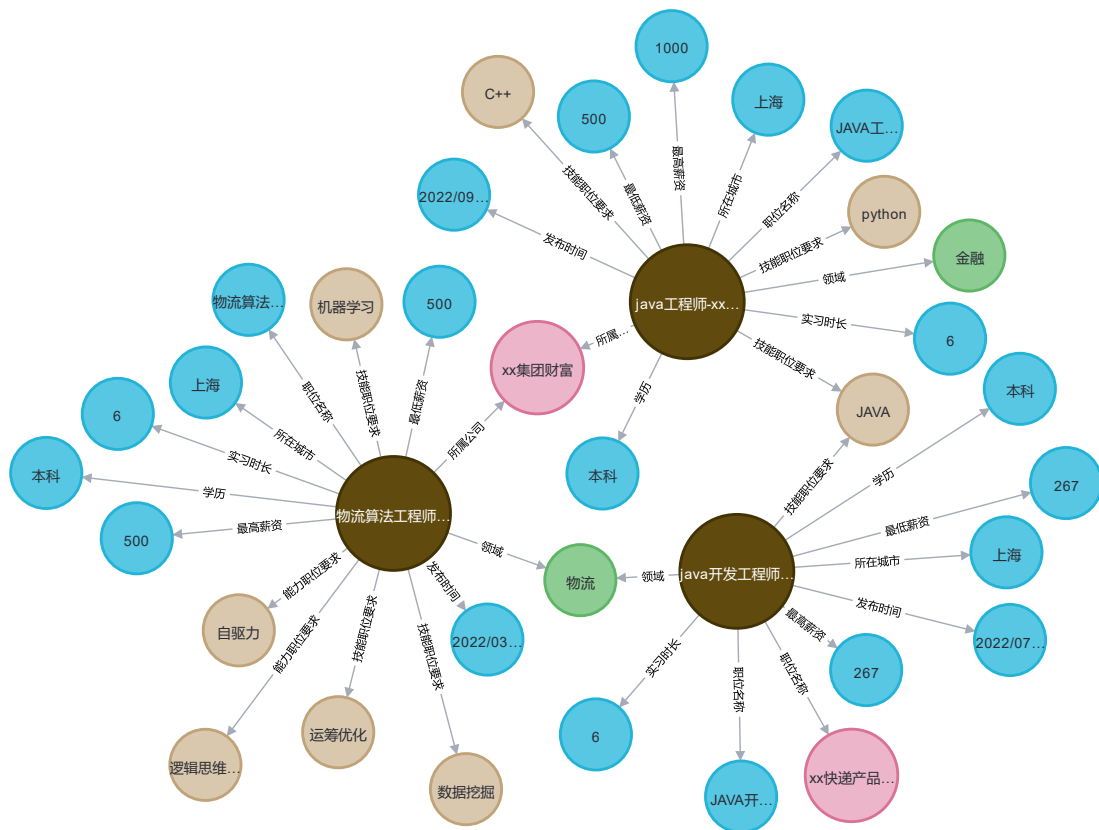 1000
C++
500
上海
JAVA工…
最高薪资
技能职位要求
最低薪资
所在城市
职位名称
2022/09…
python
发布时间
技能职位要求
金融
领域
java工程师-xx…
物流算法…
机器学习
500
实习时长
6
所属…
技能职位要求
xx集团财富
上海
学历
本科
职位名称
技能职位要求
最低薪资
6
JAVA
所在城市
所属公司
实习时长
本科
本科
学历
技能职位要求
学历
267
最高薪资
物流算法工程师…
最低薪资
500
领域
所在城市
上海
能力职位要求
发布时间
物流
领域
java开发工程师…
发布时间
自驱力
能力职位要求
技能职位要求
技能职位要求
2022/03…
最高薪资
2022/07…
实习时长
职位名称
职位名称
267
运筹优化
6
逻辑思维…
数据挖掘
JAVA开…
xx快递产品…